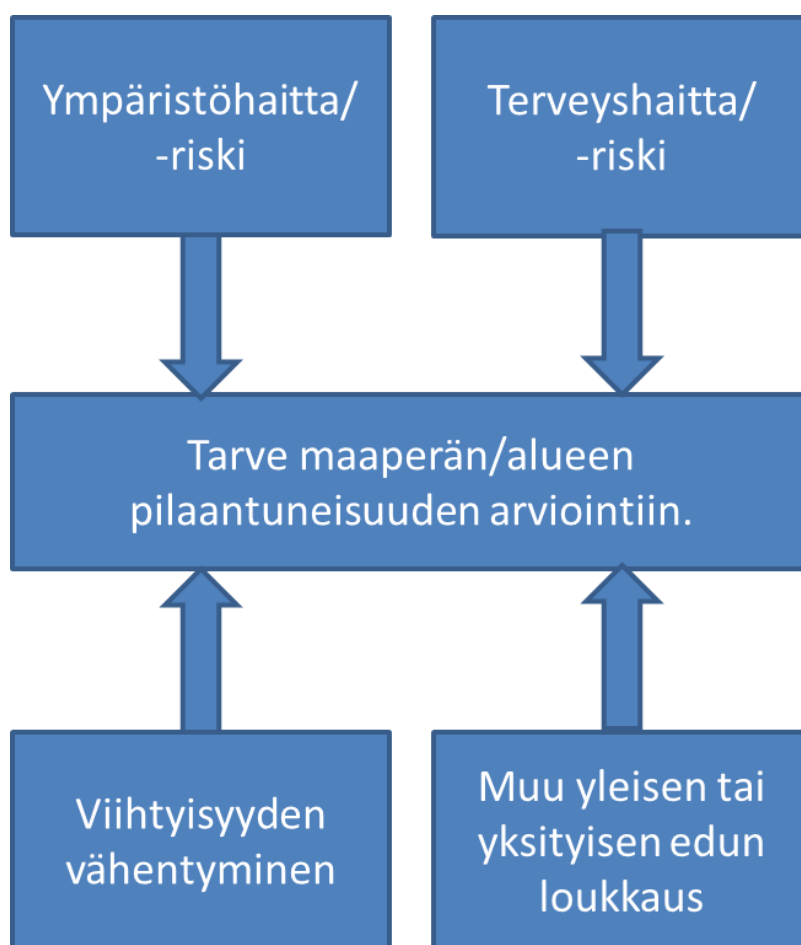 Ympäristöhaitta/
-riski
Terveyshaitta/
-riski
Tarve maaperän/alueen
pilaantuneisuuden arviointiin.
Viihtyisyyden
vähentyminen
Muu yleisen tai
yksityisen edun
loukkaus